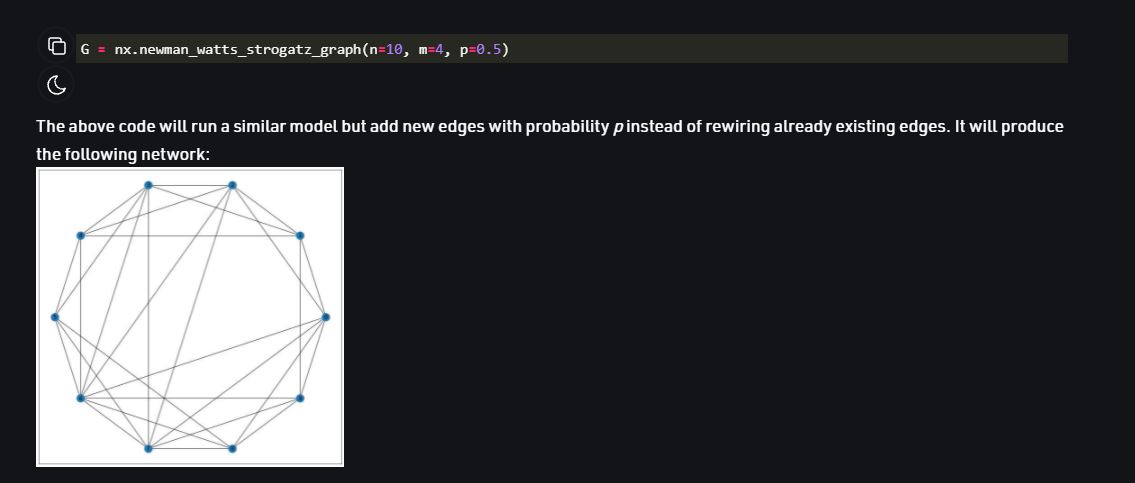 G = nx.newman_watts_strogatz_graph(n=10, m=4, p=0.5)
The above code will run a similar model but add new edges with probability p instead of rewiring already existing edges. It will produce
the following network: